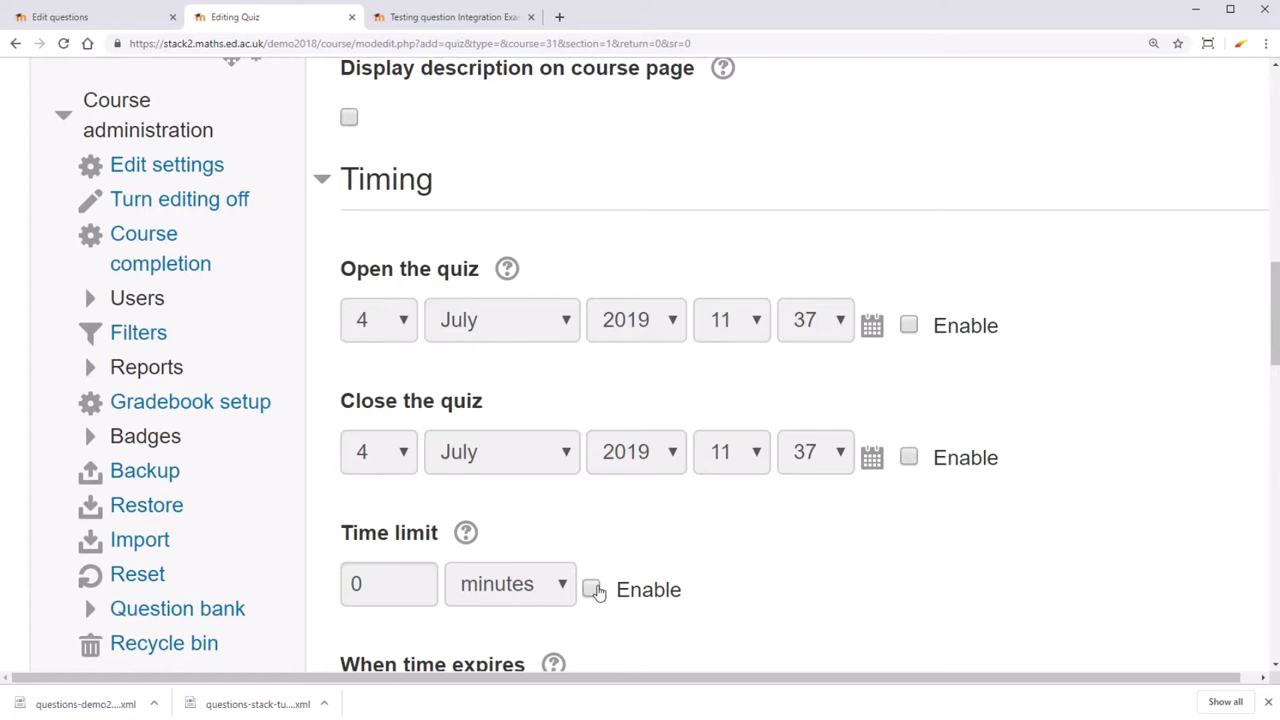 Edit questions
Editing Quiz
Testing question Integration Exa
https://stack2.maths.ed.ac.uk/demo2018/course/modedit.php?add=quiz&type=&course=31&section=1&return=0&sr=0
Display description on course page
Course
administration
Edit settings
Turn editing off
Course
completion
Users
Filters
Reports
Gradebook setup
Badges
Backup
Restore
Import
Reset
Question bank
Recycle bin
Timing
Open the quiz
4 July 2019 11 37 Enable
Close the quiz
4 July 2019 11 37 Enable
Time limit
0 minutes Enable
When time expires
questions-demo2....xml
questions-stack-tu....xml
Show all